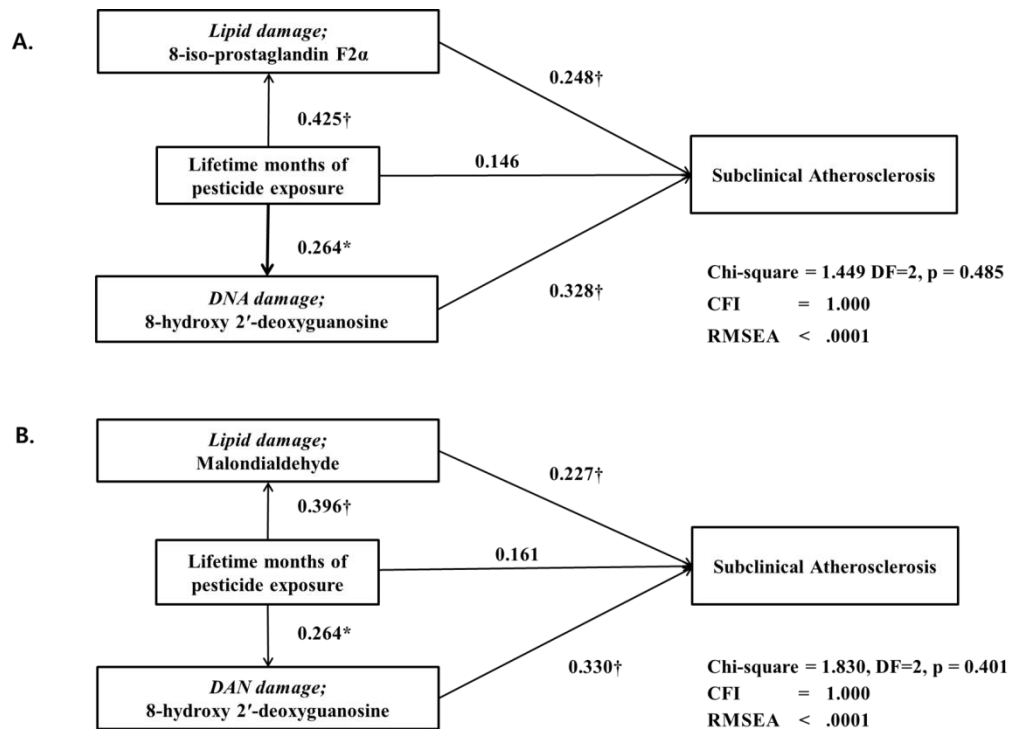 A.
Lipid damage;
8-iso-prostaglandin F2α
0.248†
0.425†
Lifetime months of
pesticide exposure
0.146
Subclinical Atherosclerosis
0.264*
DNA damage;
8-hydroxy 2′-deoxyguanosine
0.328†
Chi-square = 1.449 DF=2, p = 0.485
CFI = 1.000
RMSEA < .0001
B.
Lipid damage;
Malondialdehyde
0.227†
0.396†
Lifetime months of
pesticide exposure
0.161
Subclinical Atherosclerosis
0.264*
DAN damage;
8-hydroxy 2′-deoxyguanosine
0.330†
Chi-square = 1.830, DF=2, p = 0.401
CFI = 1.000
RMSEA < .0001